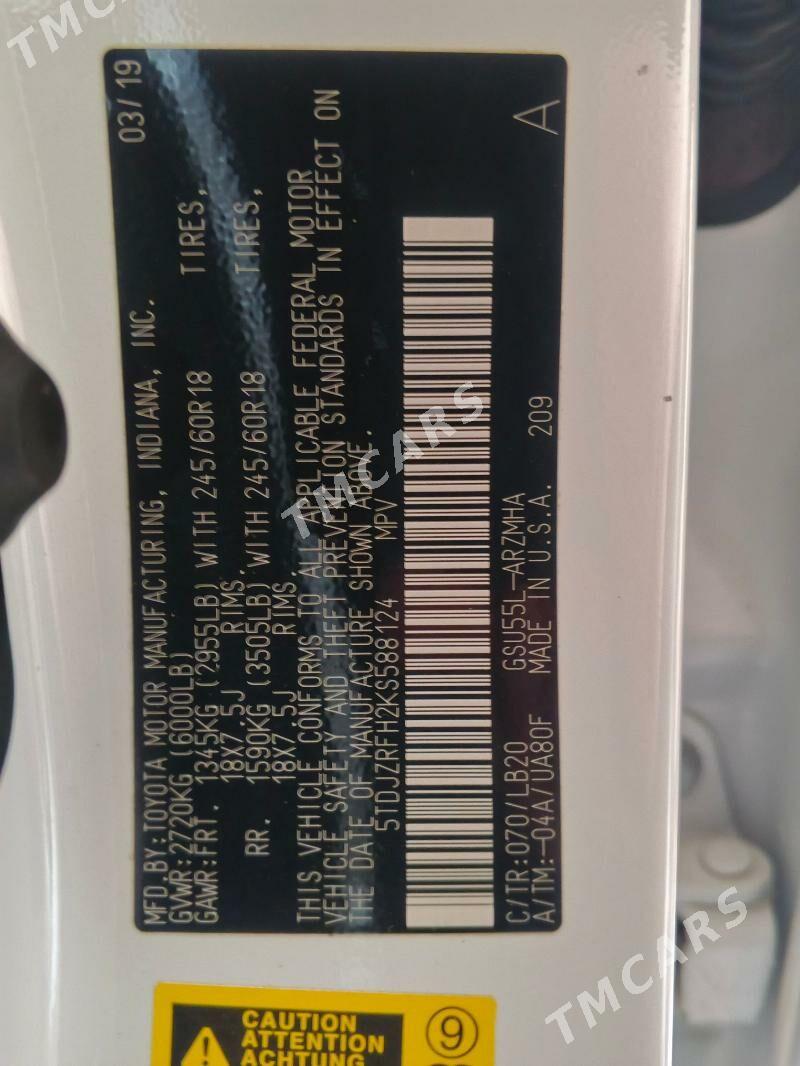 MFD.BY:TOYOTA MOTOR MANUFACTURING, INDIANA, INC. 03/19
GVWR:2720KG (6000LB)
GAWR:FRT. 1345KG (2955LB) WITH 245/60R18 TIRES,
18X7.5J RIMS,
RR. 1590KG (3505LB) WITH 245/60R18 TIRES,
18X7.5J RIMS
THIS VEHICLE CONFORMS TO ALL APPLICABLE FEDERAL MOTOR
VEHICLE SAFETY AND THEFT PREVENTION STANDARDS IN EFFECT ON
THE DATE OF MANUFACTURE SHOWN ABOVE.
5TDJZRFH2KS588124 MPV
C/TR:070/LB20 GSU55L-ARZMHA
A/TM:-04A/UA80F MADE IN U.S.A. 209 A
CAUTION
ATTENTION
ACHTUNG
9
TMCARS
TMCARS
TMCARS